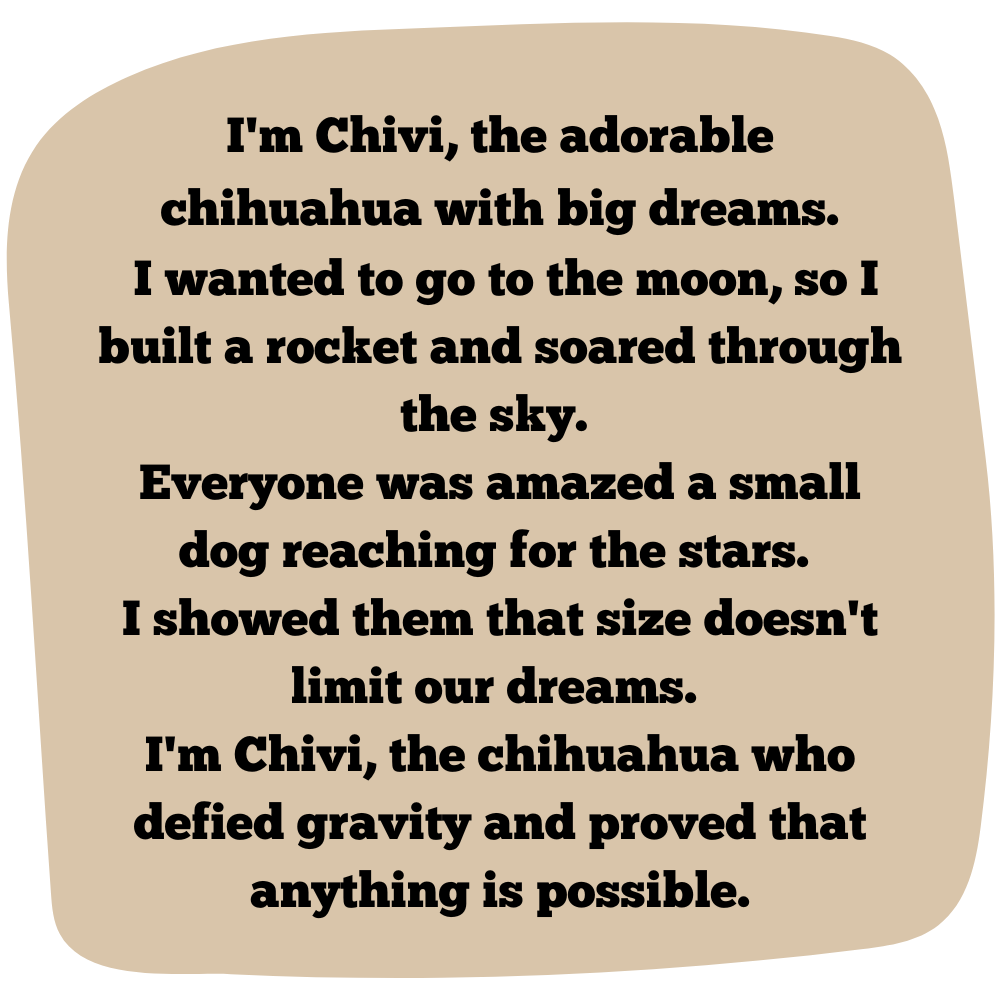 I'm Chivi, the adorable
chihuahua with big dreams.
I wanted to go to the moon, so I
built a rocket and soared through
the sky.
Everyone was amazed a small
dog reaching for the stars.
I showed them that size doesn't
limit our dreams.
I'm Chivi, the chihuahua who
defied gravity and proved that
anything is possible.